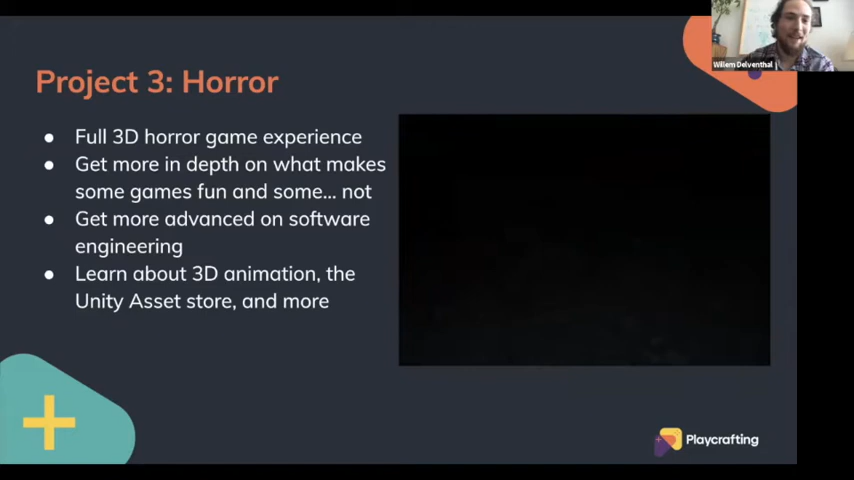 Project 3: Horror
Willem Delventhal
● Full 3D horror game experience
● Get more in depth on what makes
some games fun and some... not
● Get more advanced on software
engineering
● Learn about 3D animation, the
Unity Asset store, and more
Playcrafting